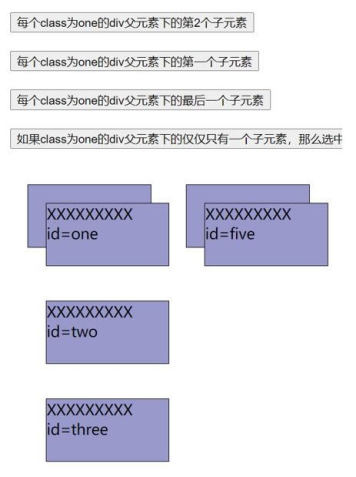 每个class为one的div父元素下的第2个子元素
每个class为one的div父元素下的第一个子元素
每个class为one的div父元素下的最后一个子元素
如果class为one的div父元素下的仅仅只有一个子元素，那么选中
XXXXXXXXX
id=one
XXXXXXXXX
id=five
XXXXXXXXX
id=two
XXXXXXXXX
id=three